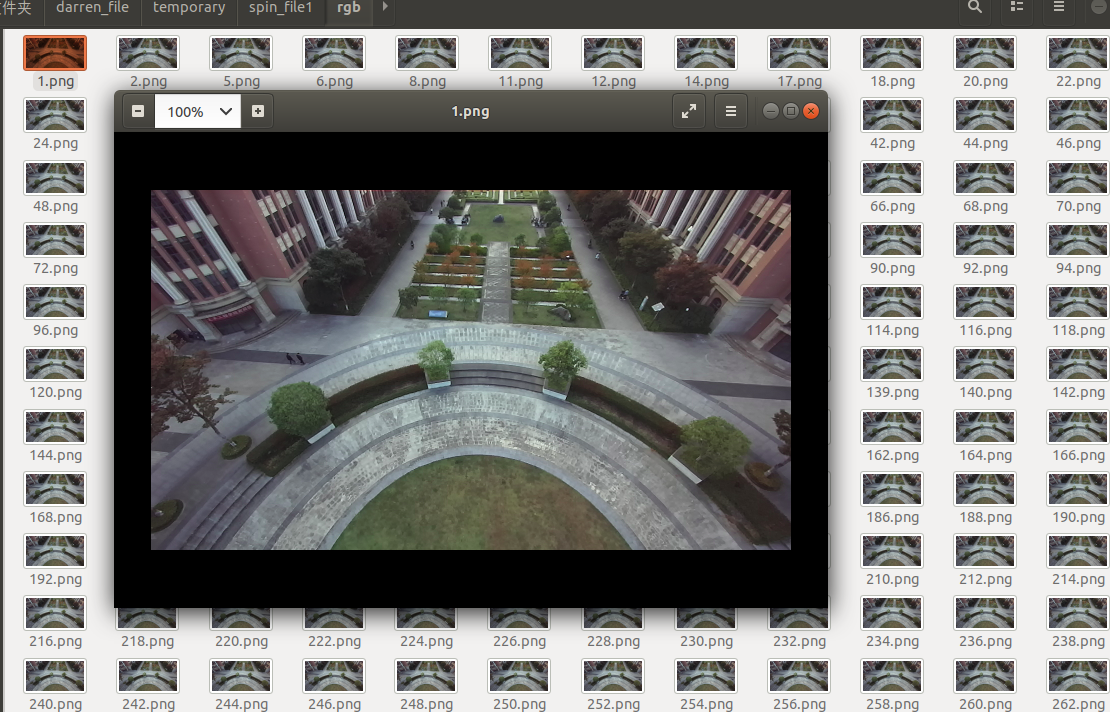 文件夹 darren_file temporary spin_file1 rgb
1.png 2.png 5.png 6.png 8.png 11.png 12.png 14.png 17.png 18.png 20.png 22.png
100% 1.png
24.png 42.png 44.png 46.png
48.png 66.png 68.png 70.png
72.png 90.png 92.png 94.png
96.png 114.png 116.png 118.png
120.png 139.png 140.png 142.png
144.png 162.png 164.png 166.png
168.png 186.png 188.png 190.png
192.png 210.png 212.png 214.png
216.png 218.png 220.png 222.png 224.png 226.png 228.png 230.png 232.png 234.png 236.png 238.png
240.png 242.png 244.png 246.png 248.png 250.png 252.png 254.png 256.png 258.png 260.png 262.png